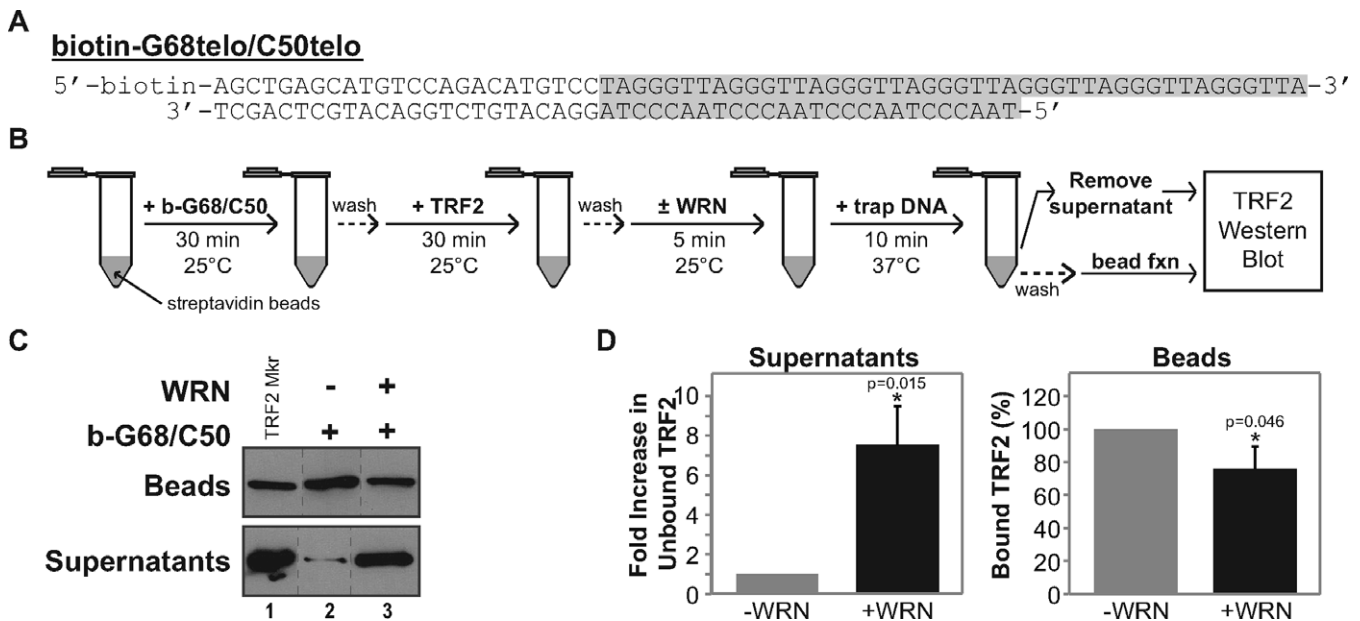 A
biotin-G68telo/C50telo
5′-biotin-AGCTGAGCATGTCCAGACATGTCCTAGGGTTAGGGTTAGGGTTAGGGTTAGGGTTAGGGTTAGGGTTA-3′
3′-TCGACTCGTACAGGTCTGTACAGGATCCCAATCCCAATCCCAATCCCAAT-5′
B
+ b-G68/C50
30 min
25°C
streptavidin beads
wash
+ TRF2
30 min
25°C
wash
± WRN
5 min
25°C
+ trap DNA
10 min
37°C
Remove
supernatant
wash
bead fxn
TRF2
Western
Blot
C
TRF2 Mkr
WRN - +
b-G68/C50 + +
Beads
Supernatants
1 2 3
D
Supernatants
Fold Increase in
Unbound TRF2
10
8
6
4
2
0
p=0.015
*
-WRN +WRN
Beads
Bound TRF2 (%)
120
100
80
60
40
20
0
p=0.046
*
-WRN +WRN